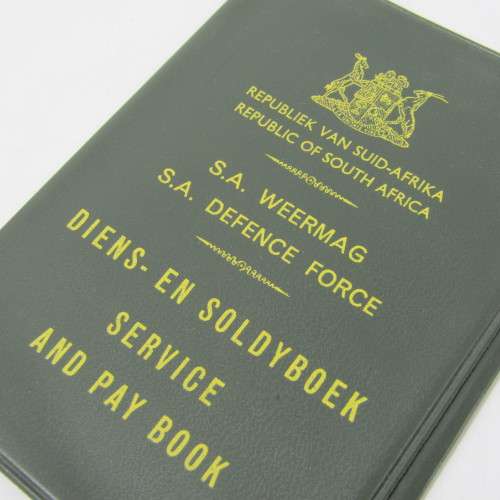 REPUBLIEK VAN SUID-AFRIKA
REPUBLIC OF SOUTH AFRICA
S.A. WEERMAG
S.A. DEFENCE FORCE
DIENS- EN SOLDYBOEK
SERVICE
AND PAY BOOK